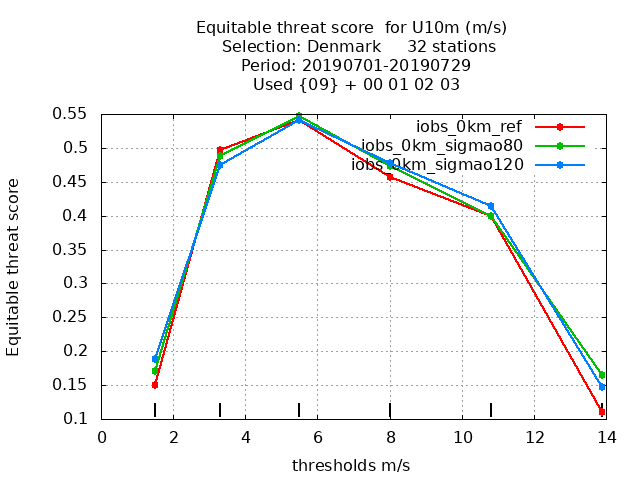 Equitable threat score  for U10m (m/s)
Selection: Denmark     32 stations
Period: 20190701-20190729
Used {09} + 00 01 02 03
iobs_0km_ref
iobs_0km_sigmao80
iobs_0km_sigmao120
Equitable threat score
0.55
0.5
0.45
0.4
0.35
0.3
0.25
0.2
0.15
0.1
0 2 4 6 8 10 12 14
thresholds m/s